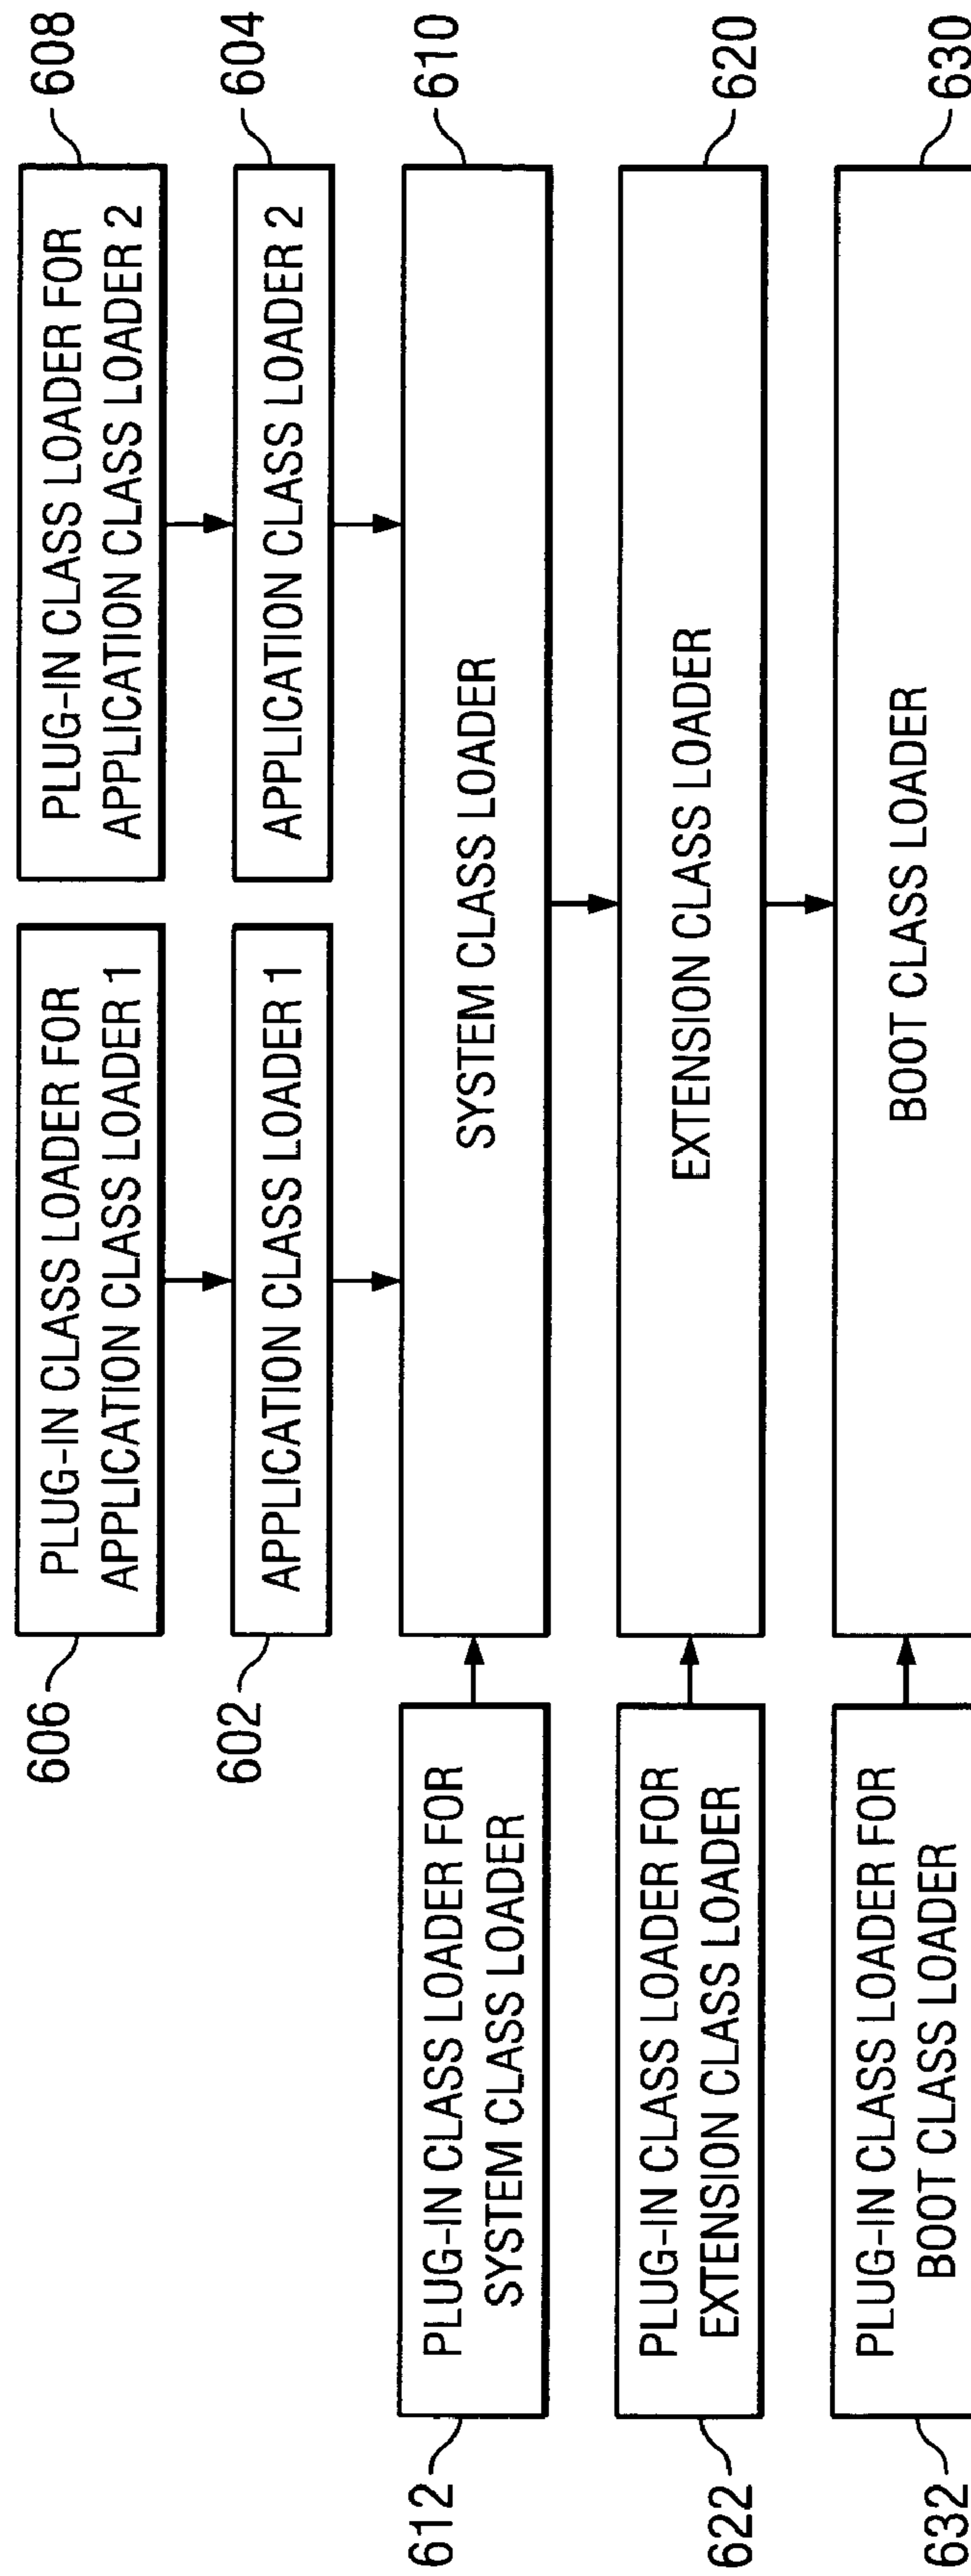 606
PLUG-IN CLASS LOADER FOR
APPLICATION CLASS LOADER 1
PLUG-IN CLASS LOADER FOR
APPLICATION CLASS LOADER 2
608
602
APPLICATION CLASS LOADER 1
APPLICATION CLASS LOADER 2
604
612
PLUG-IN CLASS LOADER FOR
SYSTEM CLASS LOADER
SYSTEM CLASS LOADER
610
622
PLUG-IN CLASS LOADER FOR
EXTENSION CLASS LOADER
EXTENSION CLASS LOADER
620
632
PLUG-IN CLASS LOADER FOR
BOOT CLASS LOADER
BOOT CLASS LOADER
630